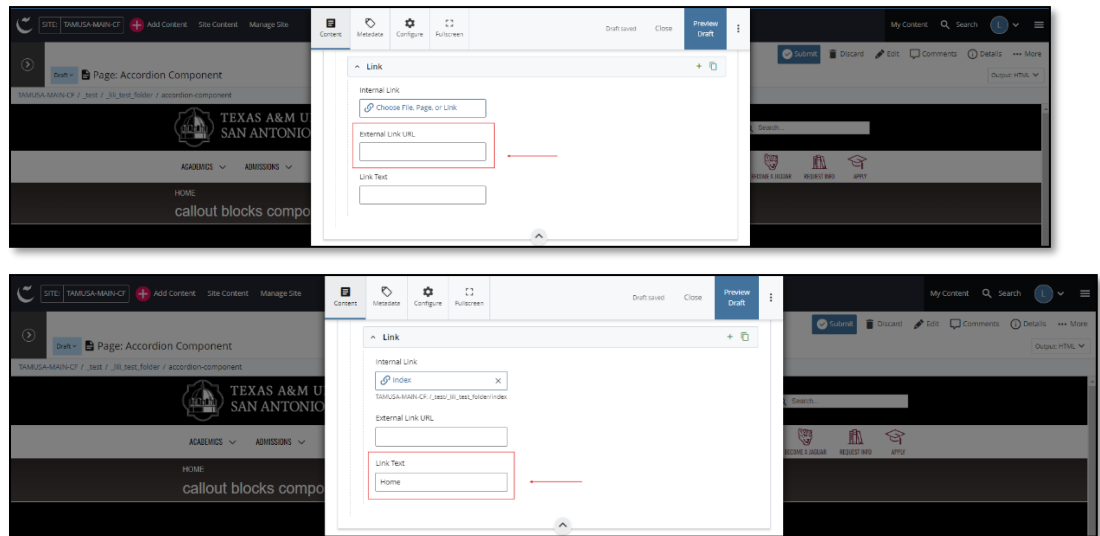 SITE: TAMUSA-MAIN-CF Add Content Site Content Manage Site
Content Metadata Configure Fullscreen
Draft saved Close Preview Draft
My Content Search L
Submit Discard Edit Comments Details More
Draft Page: Accordion Component
Output: HTML
TAMUSA-MAIN-CF / _test / _lili_test_folder / accordion-component
Link
Internal Link
Choose File, Page, or Link
External Link URL
Link Text
TEXAS A&M U
SAN ANTONIO
Search...
ACADEMICS ADMISSIONS
BECOME A JAGUAR REQUEST INFO APPLY
HOME
callout blocks compo
SITE: TAMUSA-MAIN-CF Add Content Site Content Manage Site
Content Metadata Configure Fullscreen
Draft saved Close Preview Draft
My Content Search L
Submit Discard Edit Comments Details More
Draft Page: Accordion Component
Output: HTML
TAMUSA-MAIN-CF / _test / _lili_test_folder / accordion-component
Link
Internal Link
index
TAMUSA-MAIN-CF: /_test/_lili_test_folder/index
External Link URL
Link Text
Home
TEXAS A&M U
SAN ANTONIO
Search...
ACADEMICS ADMISSIONS
BECOME A JAGUAR REQUEST INFO APPLY
HOME
callout blocks compo